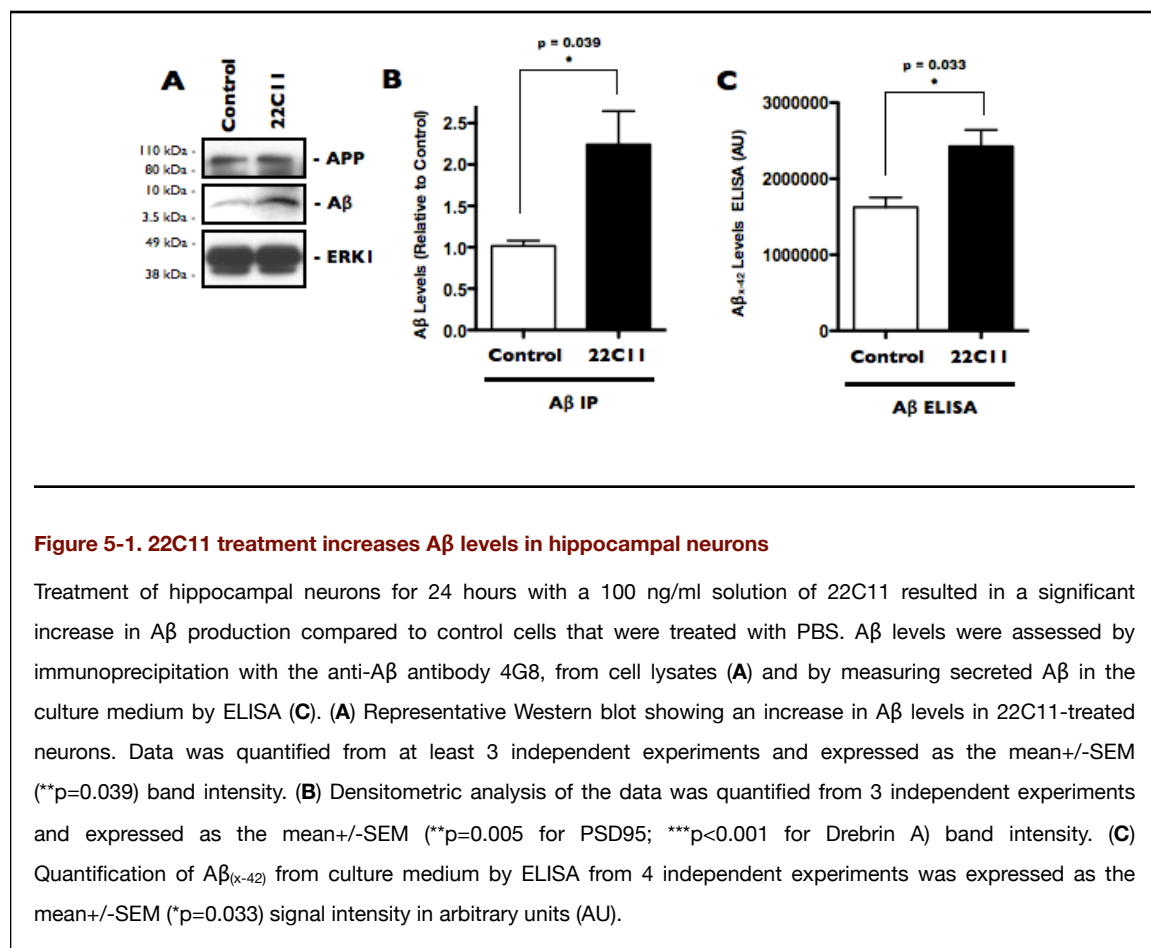 A
Control
22C11
110 kDa -
80 kDa -
- APP
10 kDa -
3.5 kDa -
- Aβ
49 kDa -
38 kDa -
- ERK1
B
p = 0.039
*
Aβ Levels (Relative to Control)
2.5
2.0
1.5
1.0
0.5
0.0
Control 22C11
Aβ IP
C
p = 0.033
*
Aβx-42 Levels ELISA (AU)
3000000
2000000
1000000
0
Control 22C11
Aβ ELISA
Figure 5-1. 22C11 treatment increases Aβ levels in hippocampal neurons
Treatment of hippocampal neurons for 24 hours with a 100 ng/ml solution of 22C11 resulted in a significant
increase in Aβ production compared to control cells that were treated with PBS. Aβ levels were assessed by
immunoprecipitation with the anti-Aβ antibody 4G8, from cell lysates (A) and by measuring secreted Aβ in the
culture medium by ELISA (C). (A) Representative Western blot showing an increase in Aβ levels in 22C11-treated
neurons. Data was quantified from at least 3 independent experiments and expressed as the mean+/-SEM
(**p=0.039) band intensity. (B) Densitometric analysis of the data was quantified from 3 independent experiments
and expressed as the mean+/-SEM (**p=0.005 for PSD95; ***p<0.001 for Drebrin A) band intensity. (C)
Quantification of Aβ(x-42) from culture medium by ELISA from 4 independent experiments was expressed as the
mean+/-SEM (*p=0.033) signal intensity in arbitrary units (AU).